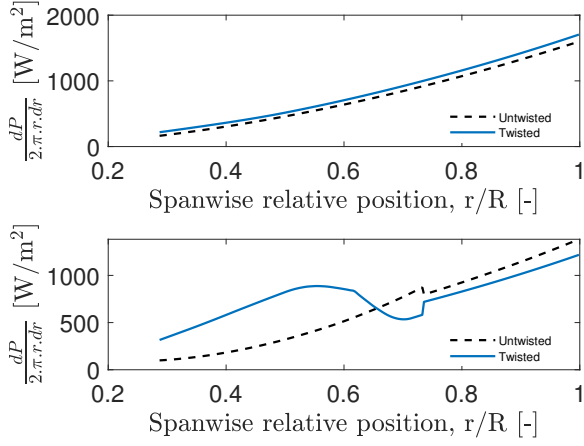 2000
1000
0
dP
2.π.r.dr
[W/m²]
Untwisted
Twisted
0.2 0.4 0.6 0.8 1
Spanwise relative position, r/R [-]
1000
500
0
dP
2.π.r.dr
[W/m²]
Untwisted
Twisted
0.2 0.4 0.6 0.8 1
Spanwise relative position, r/R [-]